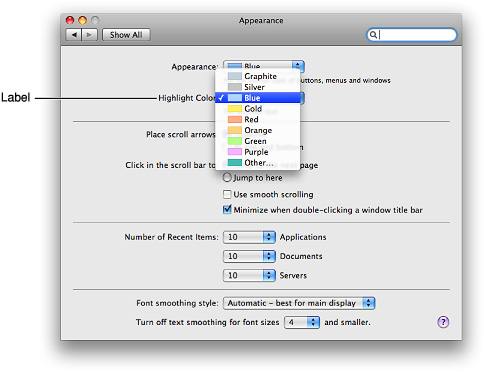 Appearance
Show All
Appearance: Blue
buttons, menus and windows
Label
Highlight Color
Graphite
Silver
✓ Blue
Gold
Red
Orange
Green
Purple
Other...
Place scroll arrows:
Click in the scroll bar to:
page
Jump to here
Use smooth scrolling
Minimize when double-clicking a window title bar
Number of Recent Items: 10 Applications
10 Documents
10 Servers
Font smoothing style: Automatic - best for main display
Turn off text smoothing for font sizes 4 and smaller. ?